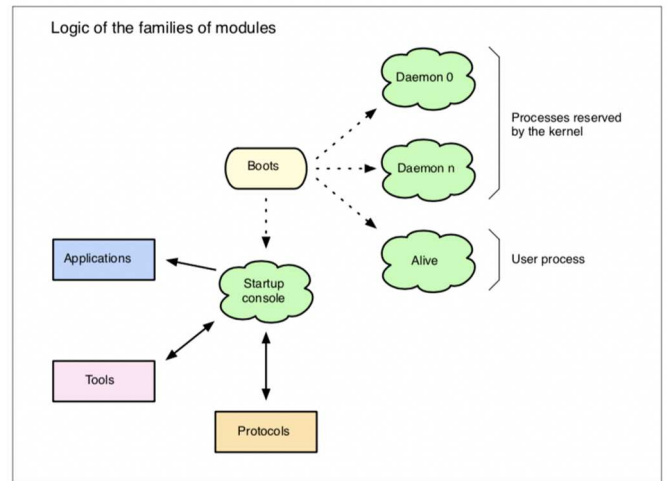 Logic of the families of modules
Daemon 0
Processes reserved
by the kernel
Boots
Daemon n
Applications
Alive
User process
Startup
console
Tools
Protocols